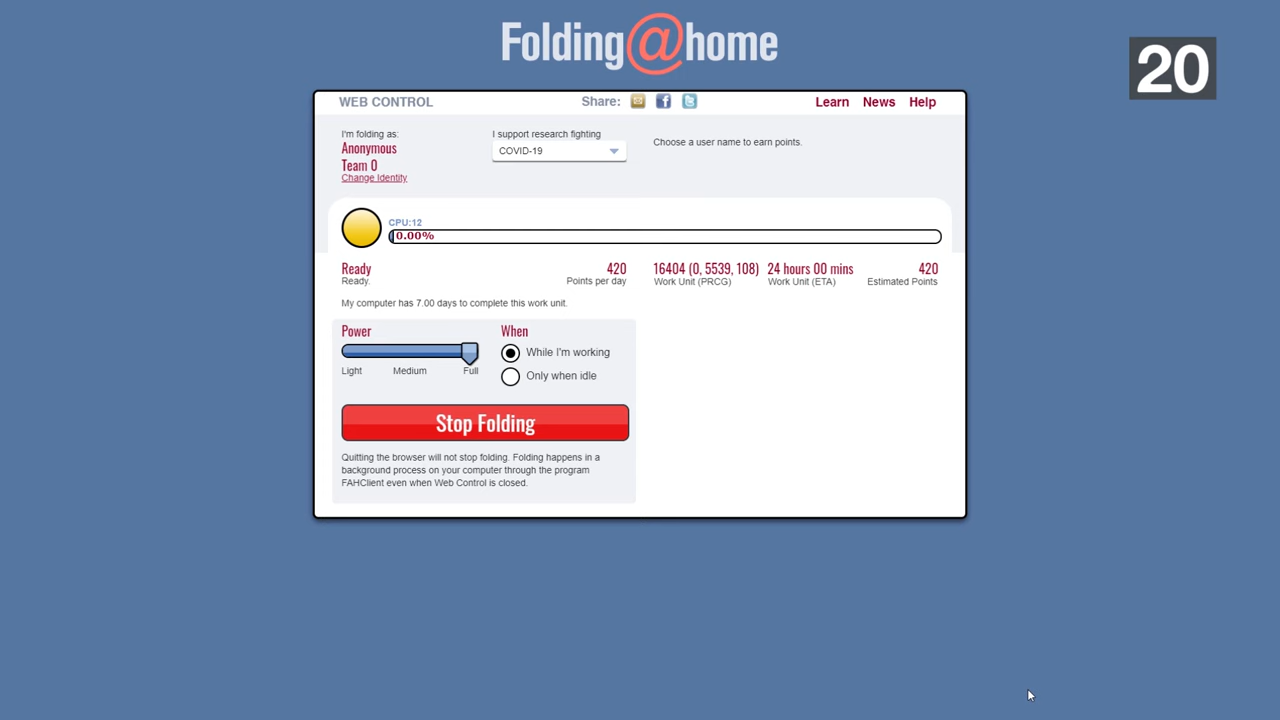 Folding@home
20
WEB CONTROL
Share:
Learn News Help
I'm folding as:
Anonymous
Team 0
Change Identity
I support research fighting
COVID-19
Choose a user name to earn points.
CPU:12
0.00%
Ready
Ready.
420
Points per day
16404 (0, 5539, 108)
Work Unit (PRCG)
24 hours 00 mins
Work Unit (ETA)
420
Estimated Points
My computer has 7.00 days to complete this work unit.
Power
Light Medium Full
When
While I'm working
Only when idle
Stop Folding
Quitting the browser will not stop folding. Folding happens in a
background process on your computer through the program
FAHClient even when Web Control is closed.